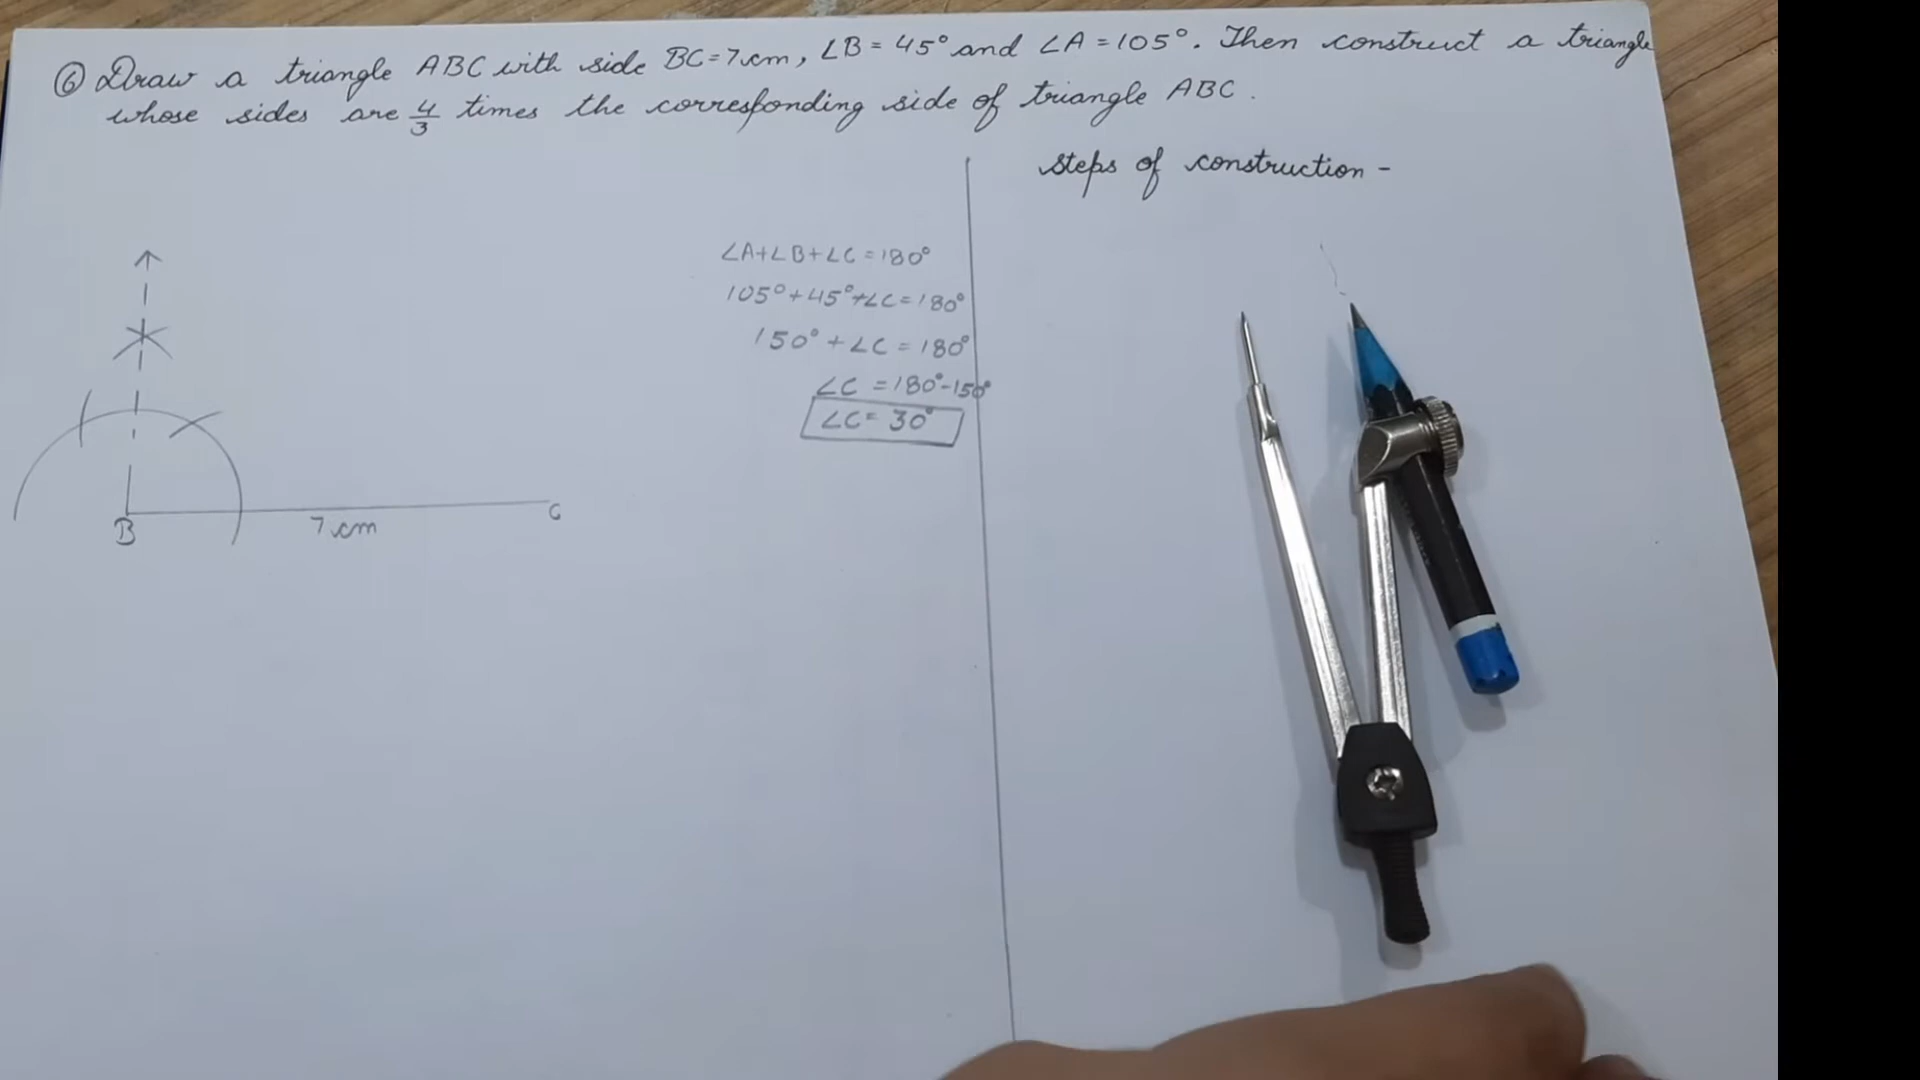 ⑥ Draw a triangle ABC with side BC=7cm, ∠B=45° and ∠A=105°. Then construct a triangle
whose sides are 4/3 times the corresponding side of triangle ABC.
steps of construction -
∠A+∠B+∠C=180°
105°+45°+∠C=180°
150°+∠C=180°
∠C=180°-150°
∠C=30°
B
7cm
C